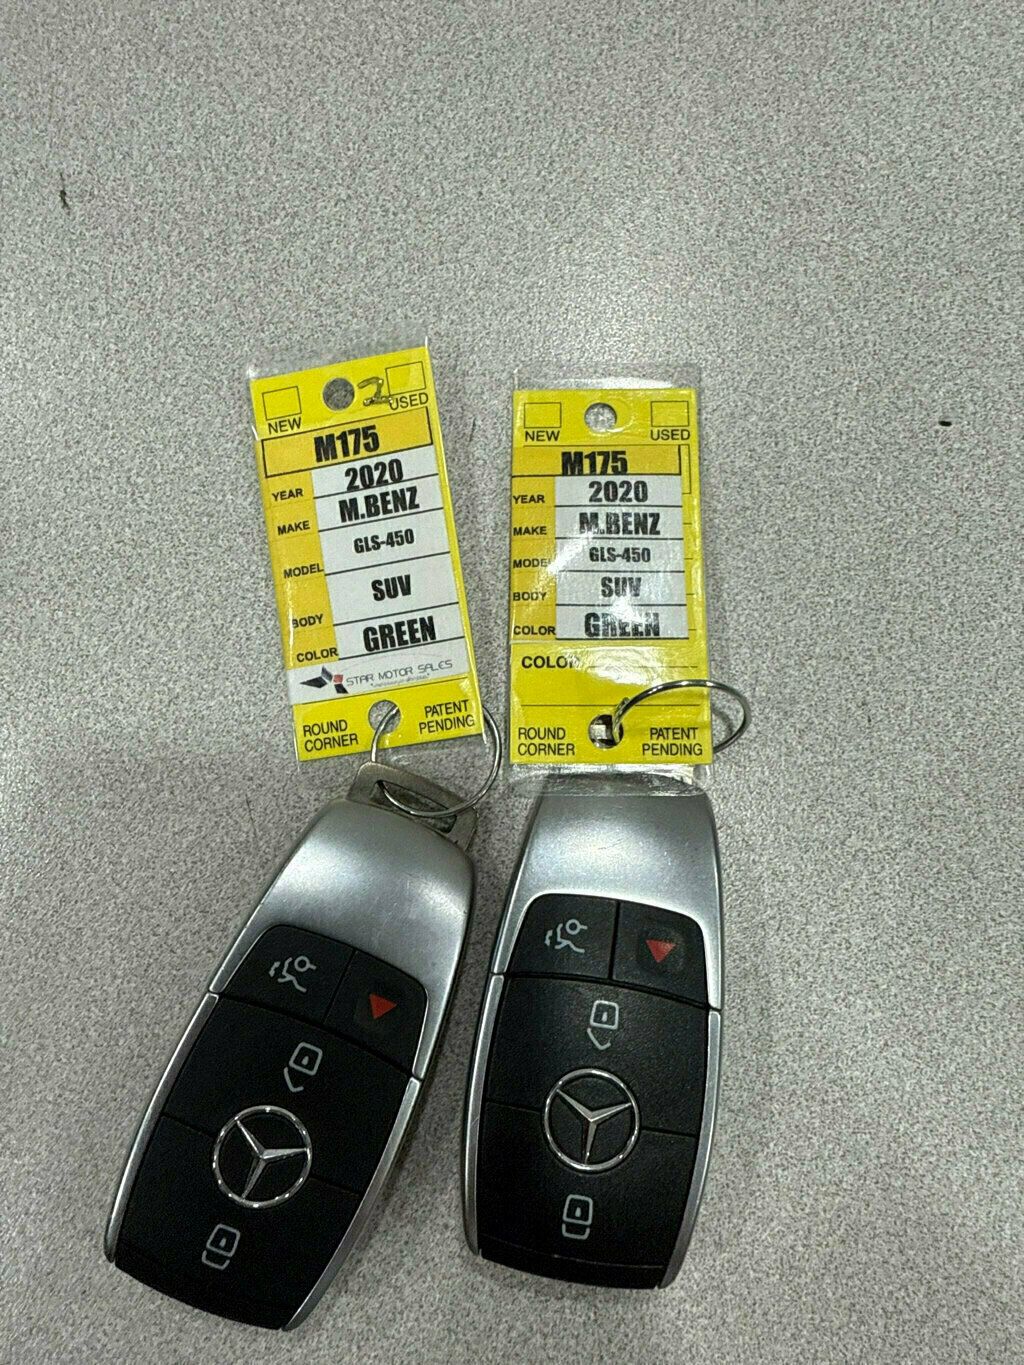 2
NEW
USED
M175
YEAR 2020
MAKE M.BENZ
MODEL GLS-450
BODY SUV
COLOR GREEN
STAR MOTOR SALES
ROUND CORNER
PATENT PENDING
NEW
USED
M175
YEAR 2020
MAKE M.BENZ
MODEL GLS-450
BODY SUV
COLOR GREEN
COLOR
ROUND CORNER
PATENT PENDING